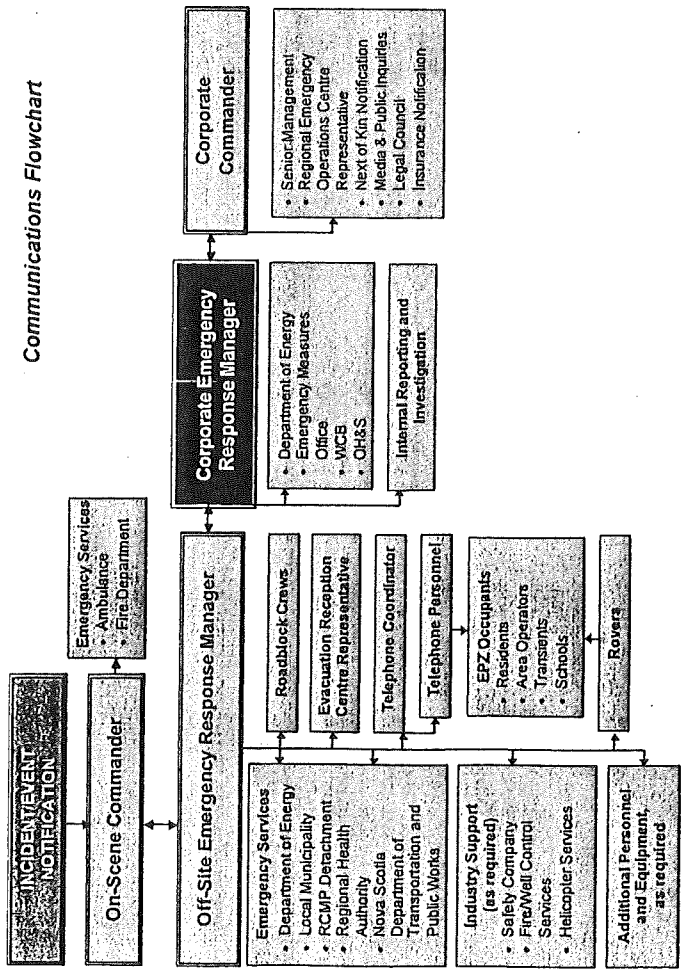 Communications Flowchart
INCIDENT/EVENT
NOTIFICATION
On-Scene Commander
Emergency Services
• Ambulance
• Fire Department
Off-Site Emergency Response Manager
Corporate Emergency
Response Manager
Corporate
Commander
Emergency Services
• Department of Energy
• Local Municipality
• RCMP Detachment
• Regional Health
Authority
• Nova Scotia
Department of
Transportation and
Public Works
Industry Support
(as required)
• Safety Company
• Fire/Well Control
Services
• Helicopter Services
Additional Personnel
and Equipment,
as required
Roadblock Crews
Evacuation Reception
Centre Representative
Telephone Coordinator
Telephone Personnel
EPZ Occupants
• Residents
• Area Operators
• Transients
• Schools
Rovers
• Department of Energy
• Emergency Measures
Office
• WCB
• OH&S
Internal Reporting and
Investigation
• Senior Management
• Regional Emergency
Operations Centre
Representative
• Next of Kin Notification
• Media & Public Inquiries
• Legal Council
• Insurance Notification